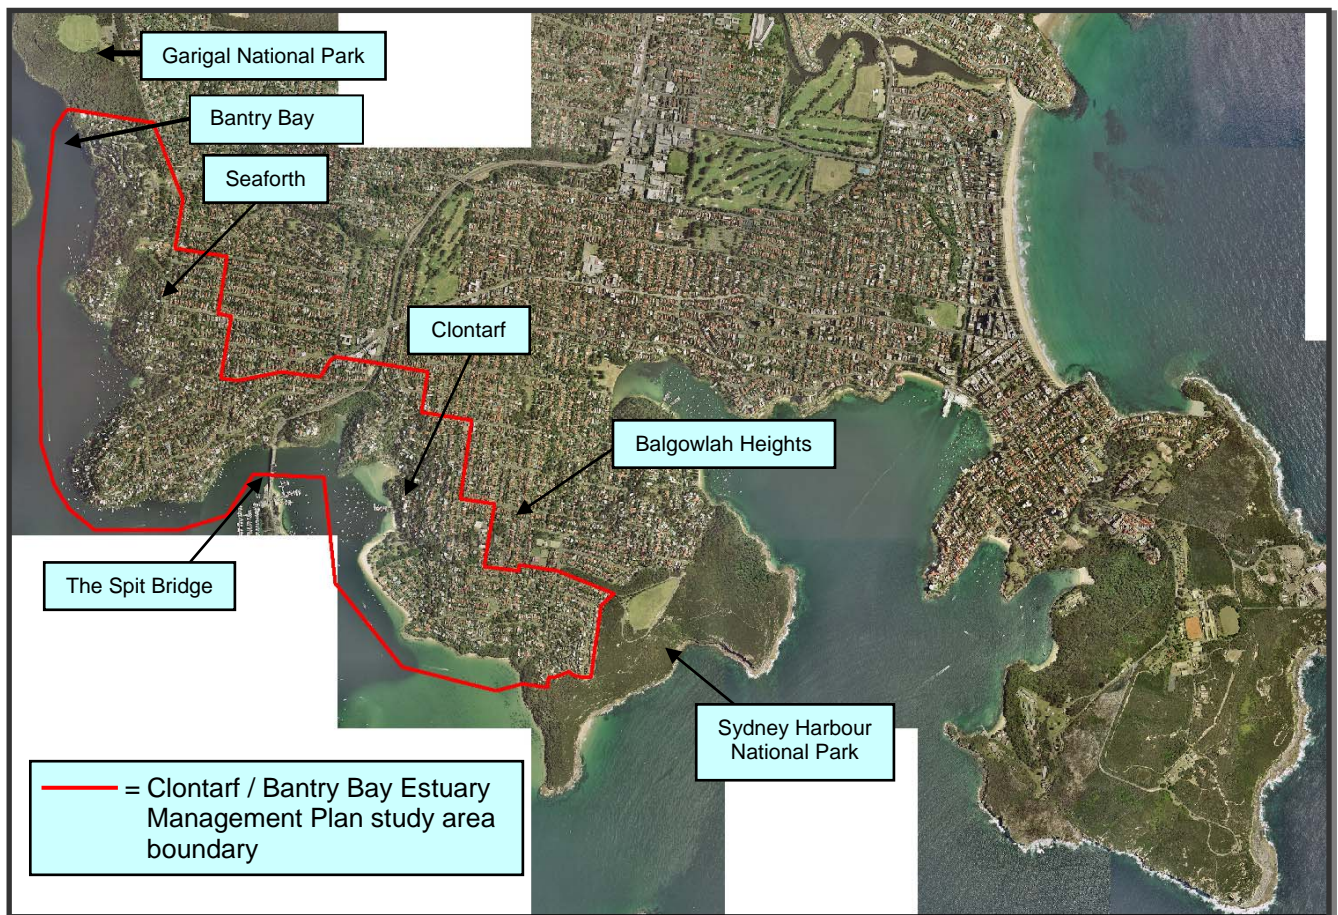 Garigal National Park
Bantry Bay
Seaforth
Clontarf
Balgowlah Heights
The Spit Bridge
Sydney Harbour
National Park
= Clontarf / Bantry Bay Estuary
Management Plan study area
boundary